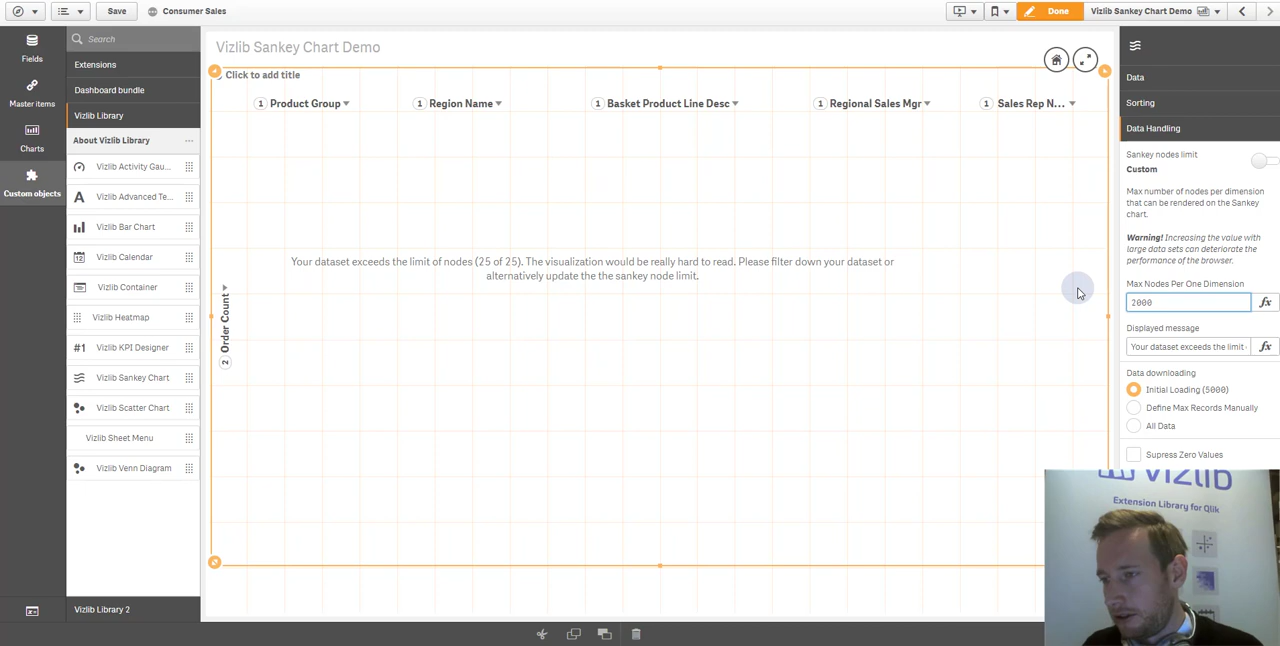 Save
Consumer Sales
Done
Vizlib Sankey Chart Demo
Fields
Master items
Charts
Custom objects
Search
Extensions
Dashboard bundle
Vizlib Library
About Vizlib Library
Vizlib Activity Gau...
Vizlib Advanced Te...
Vizlib Bar Chart
Vizlib Calendar
Vizlib Container
Vizlib Heatmap
#1 Vizlib KPI Designer
Vizlib Sankey Chart
Vizlib Scatter Chart
Vizlib Sheet Menu
Vizlib Venn Diagram
Vizlib Library 2
Vizlib Sankey Chart Demo
Click to add title
1 Product Group
1 Region Name
1 Basket Product Line Desc
1 Regional Sales Mgr
1 Sales Rep N...
Your dataset exceeds the limit of nodes (25 of 25). The visualization would be really hard to read. Please filter down your dataset or
alternatively update the the sankey node limit.
2 Order Count
Data
Sorting
Data Handling
Sankey nodes limit
Custom
Max number of nodes per dimension
that can be rendered on the Sankey
chart.
Warning! Increasing the value with
large data sets can deteriorate the
performance of the browser.
Max Nodes Per One Dimension
2000
fx
Displayed message
Your dataset exceeds the limit
fx
Data downloading
Initial Loading (5000)
Define Max Records Manually
All Data
Supress Zero Values
vizlib
Extension Library for Qlik